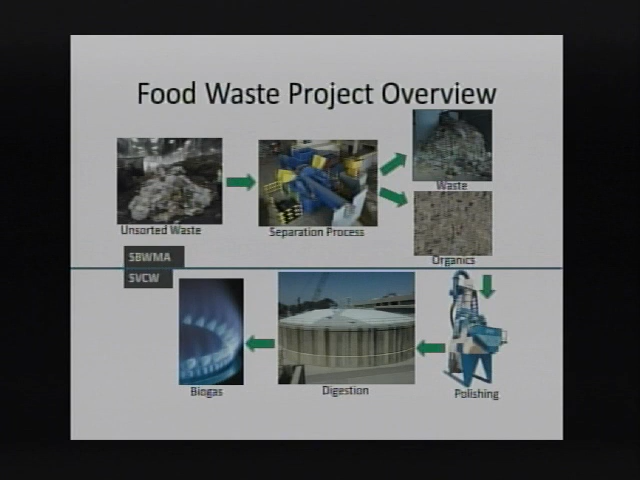 Food Waste Project Overview
Unsorted Waste
Separation Process
Waste
Organics
SBWMA
SVCW
Biogas
Digestion
Polishing